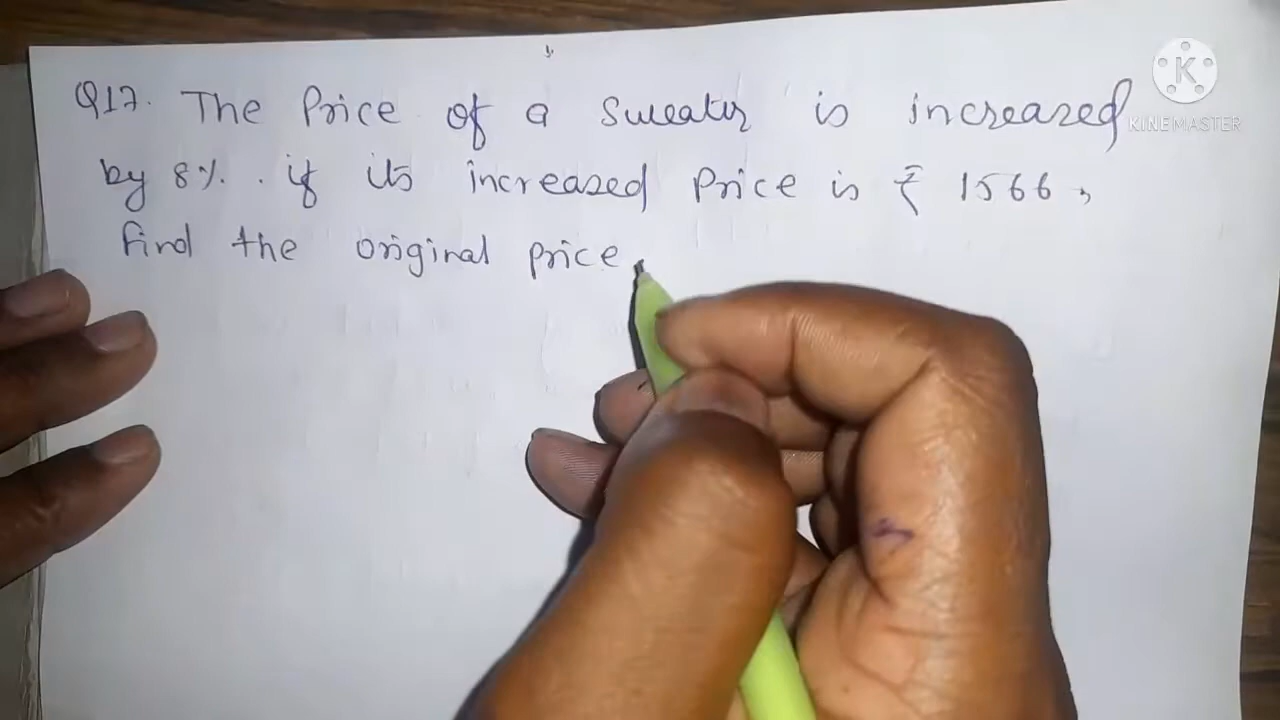 Q17. The Price of a Sweater is increased
K
KINEMASTER
by 8%. if its increased Price is ₹ 1566,
find the original price.